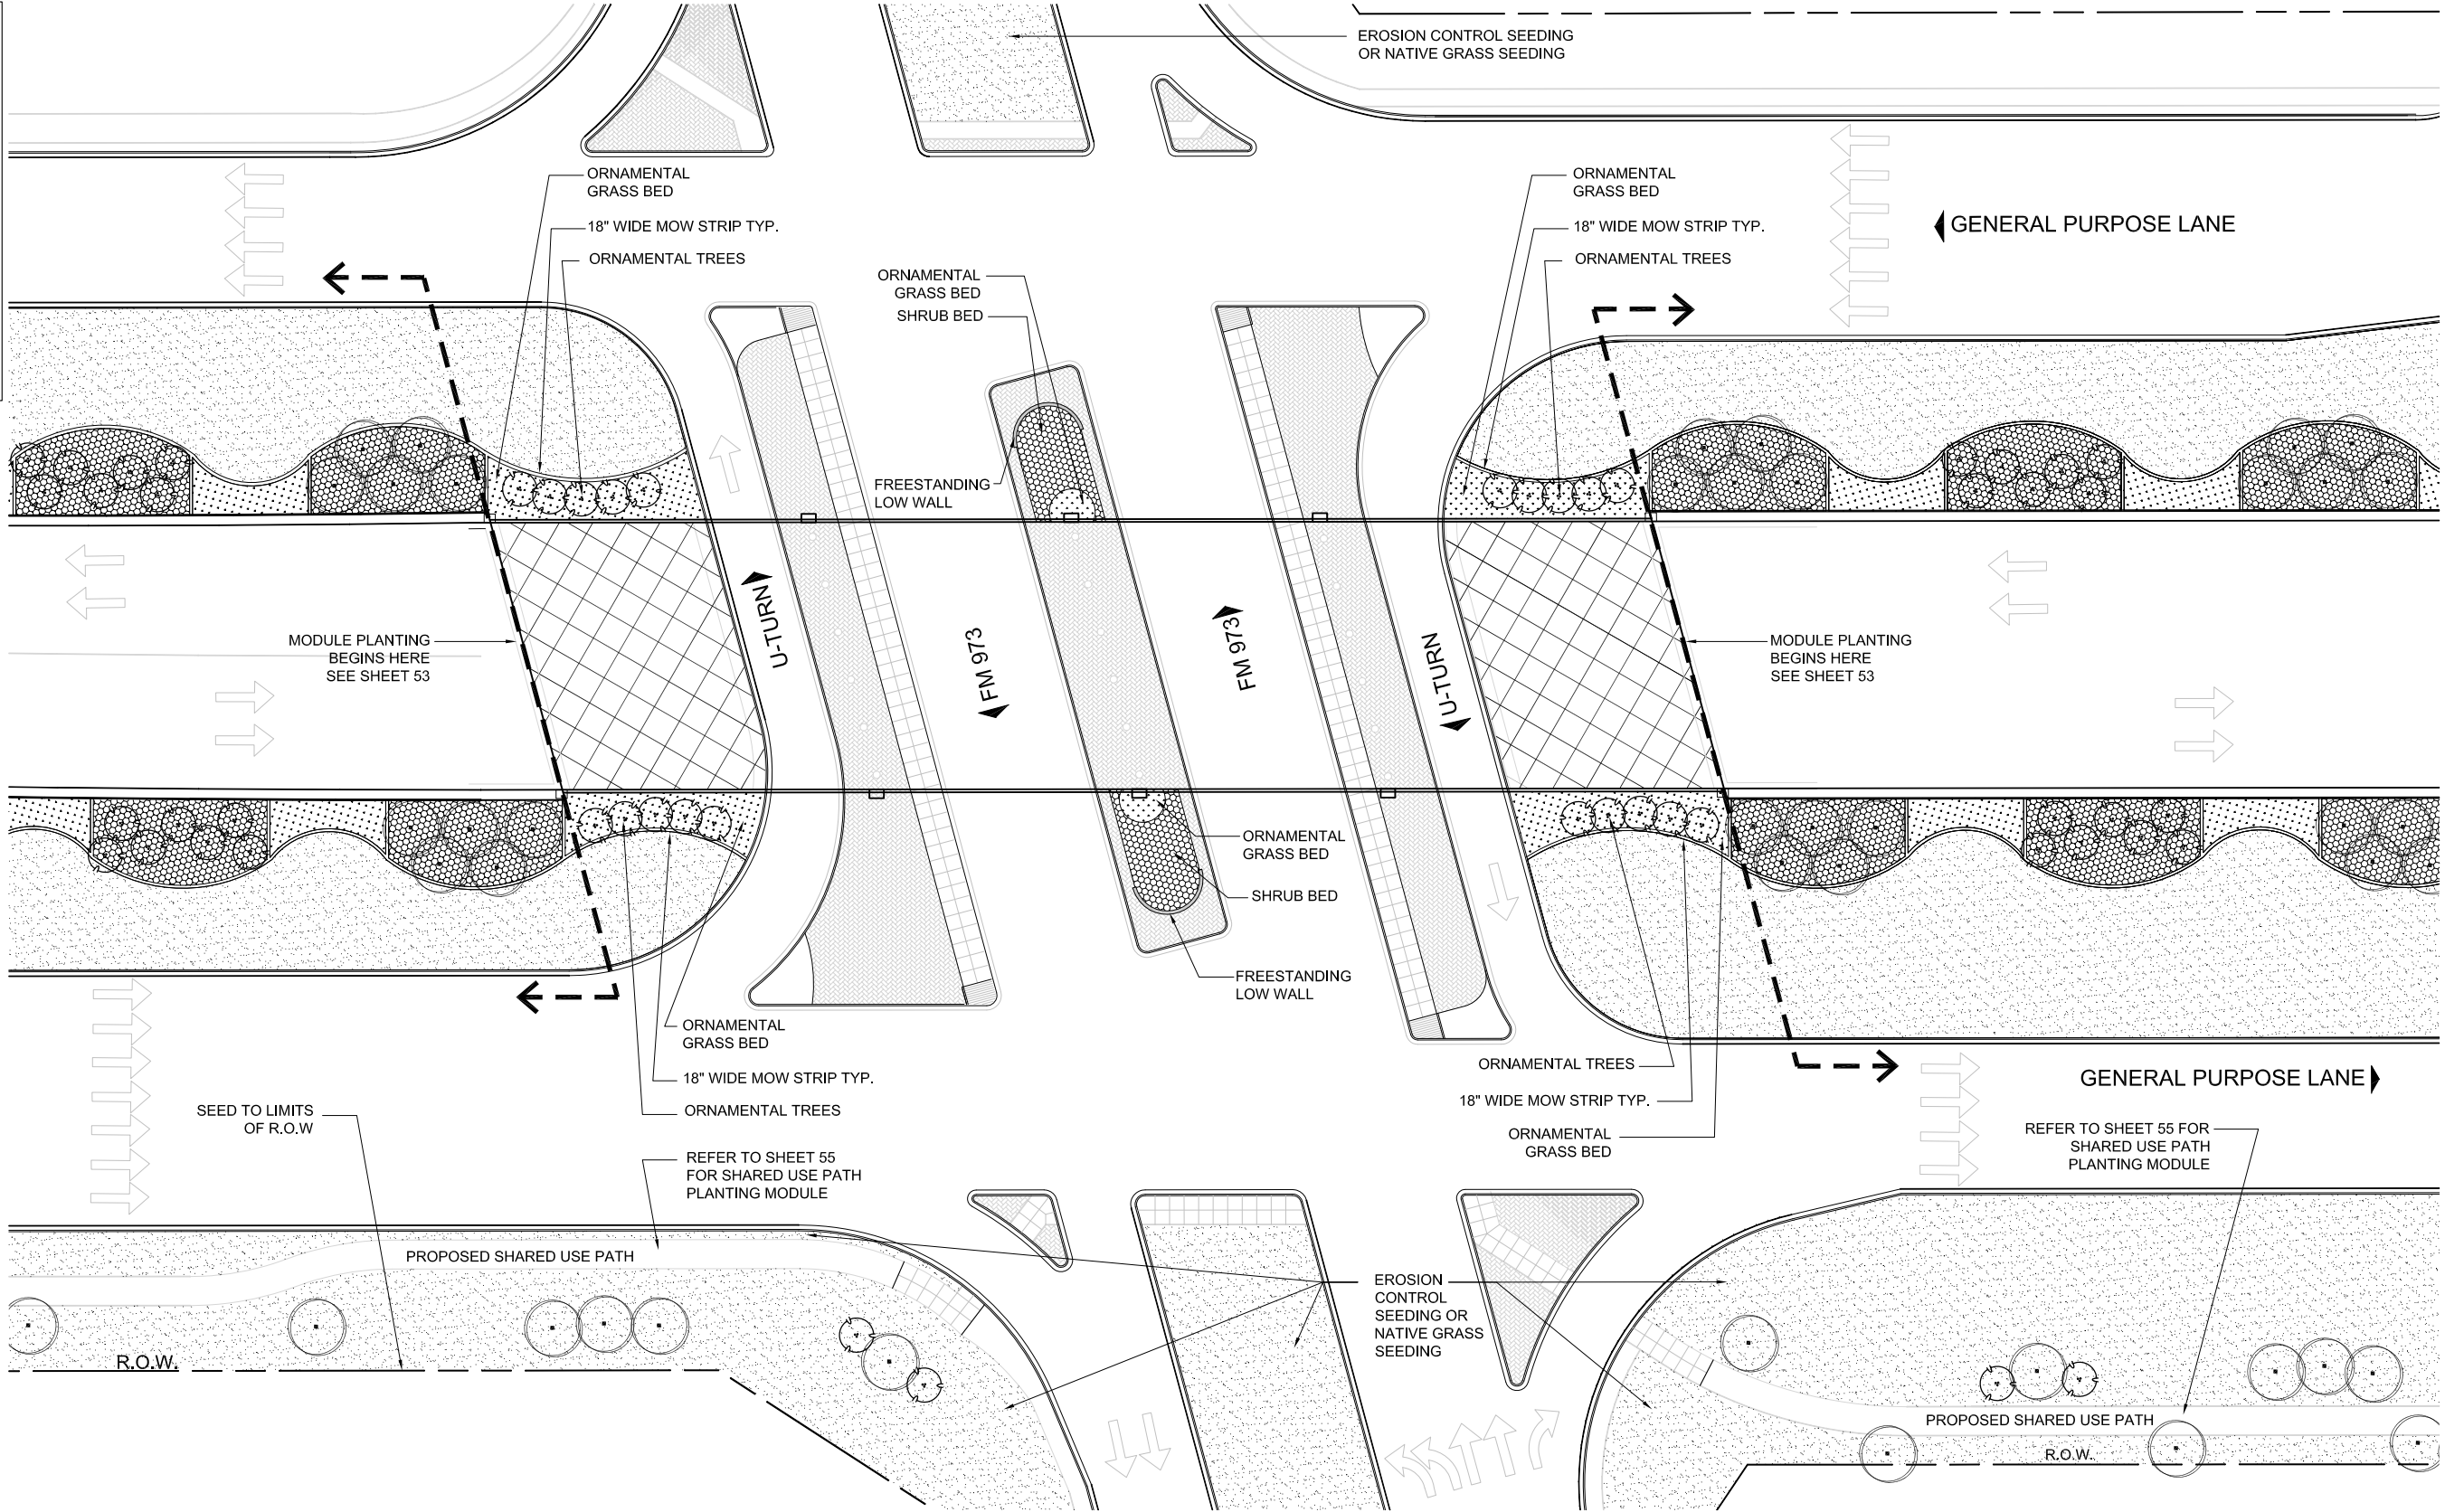 EROSION CONTROL SEEDING
OR NATIVE GRASS SEEDING
ORNAMENTAL
GRASS BED
18" WIDE MOW STRIP TYP.
ORNAMENTAL TREES
ORNAMENTAL
GRASS BED
SHRUB BED
ORNAMENTAL
GRASS BED
18" WIDE MOW STRIP TYP.
ORNAMENTAL TREES
GENERAL PURPOSE LANE
FREESTANDING
LOW WALL
MODULE PLANTING
BEGINS HERE
SEE SHEET 53
U-TURN
FM 973
FM 973
U-TURN
MODULE PLANTING
BEGINS HERE
SEE SHEET 53
ORNAMENTAL
GRASS BED
SHRUB BED
FREESTANDING
LOW WALL
ORNAMENTAL
GRASS BED
18" WIDE MOW STRIP TYP.
ORNAMENTAL TREES
ORNAMENTAL TREES
18" WIDE MOW STRIP TYP.
ORNAMENTAL
GRASS BED
GENERAL PURPOSE LANE
SEED TO LIMITS
OF R.O.W
REFER TO SHEET 55
FOR SHARED USE PATH
PLANTING MODULE
REFER TO SHEET 55 FOR
SHARED USE PATH
PLANTING MODULE
PROPOSED SHARED USE PATH
EROSION
CONTROL
SEEDING OR
NATIVE GRASS
SEEDING
R.O.W.
PROPOSED SHARED USE PATH
R.O.W.